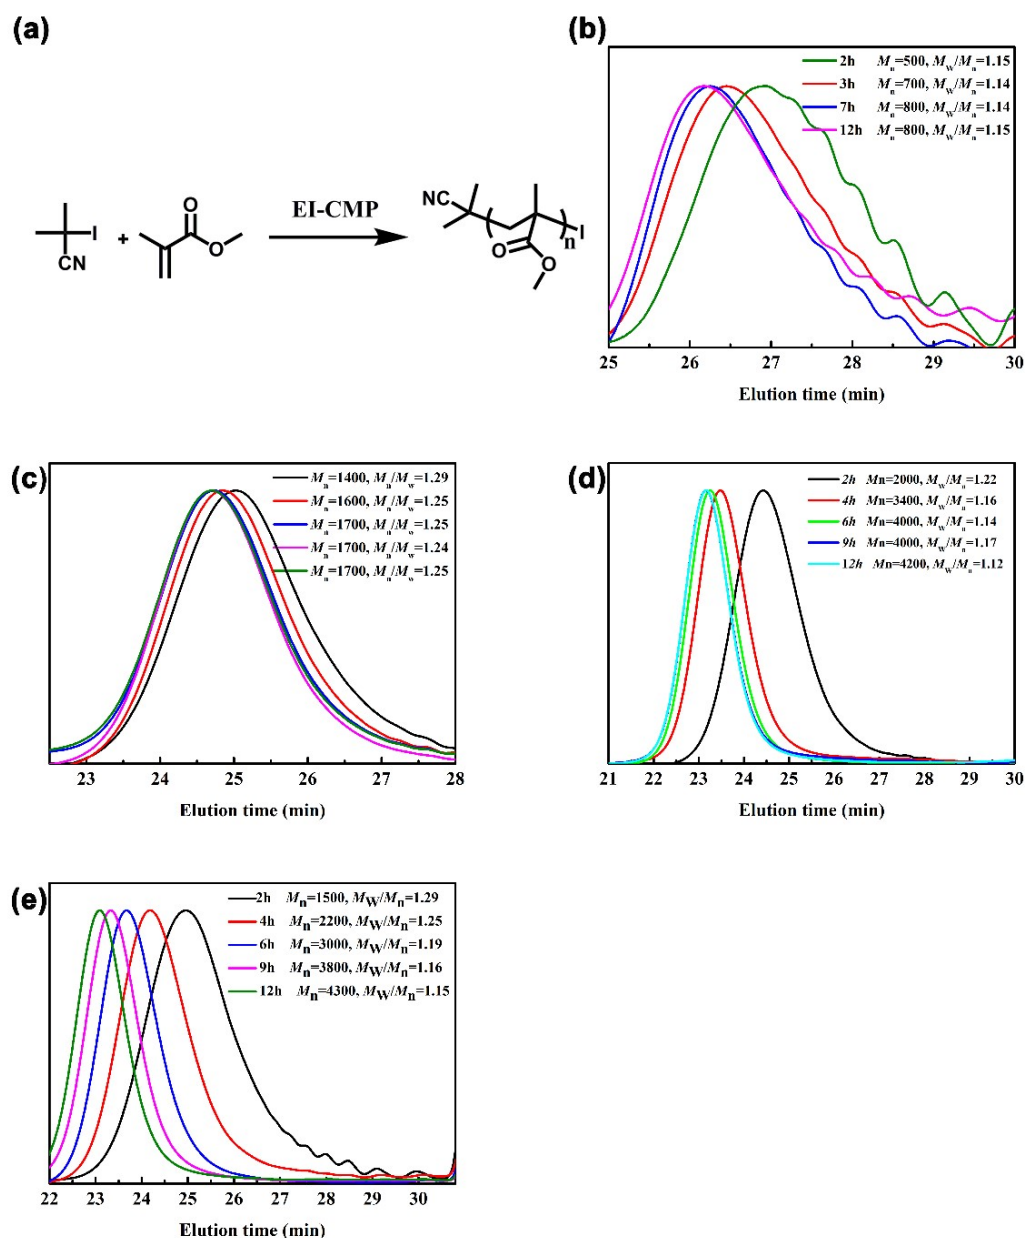 (a)
NC
I
CN
+
O
O
EI-CMP
NC
n
I
O
O
(b)
2h Mn=500, MW/Mn=1.15
3h Mn=700, MW/Mn=1.14
7h Mn=800, MW/Mn=1.14
12h Mn=800, MW/Mn=1.15
25 26 27 28 29 30
Elution time (min)
(c)
Mn=1400, Mn/Mw=1.29
Mn=1600, Mn/Mw=1.25
Mn=1700, Mn/Mw=1.25
Mn=1700, Mn/Mw=1.24
Mn=1700, Mn/Mw=1.25
23 24 25 26 27 28
Elution time (min)
(d)
2h Mn=2000, MW/Mn=1.22
4h Mn=3400, MW/Mn=1.16
6h Mn=4000, MW/Mn=1.14
9h Mn=4000, MW/Mn=1.17
12h Mn=4200, MW/Mn=1.12
21 22 23 24 25 26 27 28 29 30
Elution time (min)
(e)
2h Mn=1500, MW/Mn=1.29
4h Mn=2200, MW/Mn=1.25
6h Mn=3000, MW/Mn=1.19
9h Mn=3800, MW/Mn=1.16
12h Mn=4300, MW/Mn=1.15
22 23 24 25 26 27 28 29 30
Elution time (min)